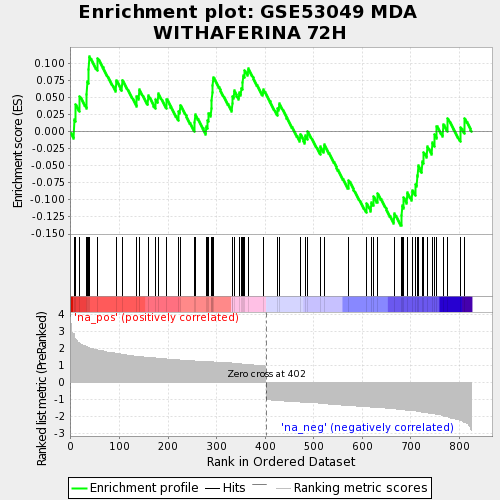 Enrichment plot: GSE53049 MDA
WITHAFERINA 72H
Enrichment score (ES)
0.100
0.075
0.050
0.025
0.000
-0.025
-0.050
-0.075
-0.100
-0.125
-0.150
'na_pos' (positively correlated)
Ranked list metric (PreRanked)
4
3
2
1
0
-1
-2
-3
Zero cross at 402
'na_neg' (negatively correlated)
0 100 200 300 400 500 600 700 800
Rank in Ordered Dataset
Enrichment profile Hits Ranking metric scores